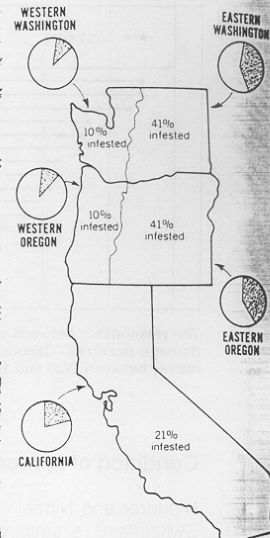 WESTERN
WASHINGTON
EASTERN
WASHINGTON
10%
infested
41%
infested
WESTERN
OREGON
10%
infested
41%
infested
EASTERN
OREGON
21%
infested
CALIFORNIA